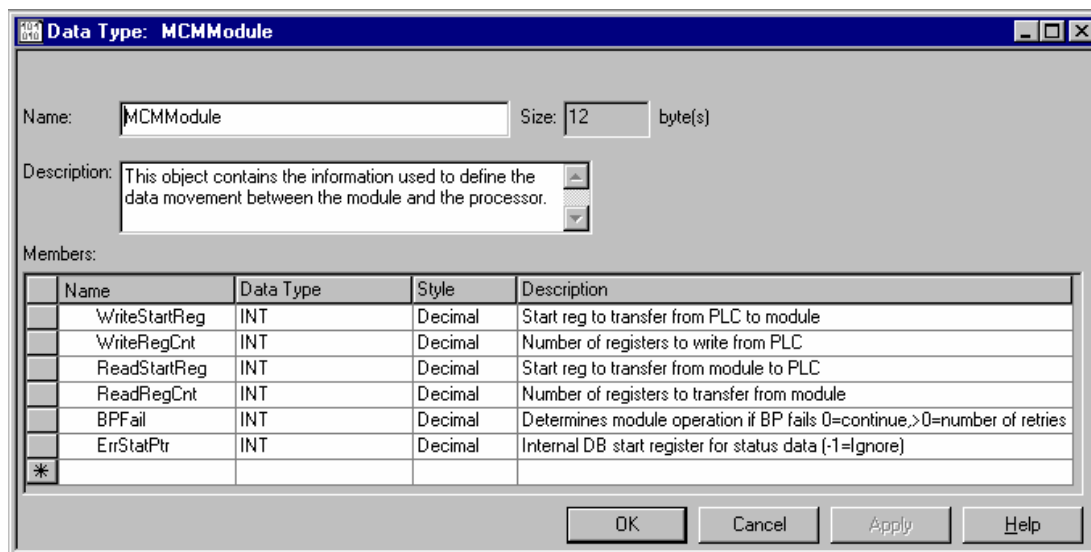 Data Type: MCMModule
Name: MCMModule Size: 12 byte(s)
Description: This object contains the information used to define the
data movement between the module and the processor.
Members:
Name Data Type Style Description
WriteStartReg INT Decimal Start reg to transfer from PLC to module
WriteRegCnt INT Decimal Number of registers to write from PLC
ReadStartReg INT Decimal Start reg to transfer from module to PLC
ReadRegCnt INT Decimal Number of registers to transfer from module
BPFail INT Decimal Determines module operation if BP fails 0=continue,>0=number of retries
ErrStatPtr INT Decimal Internal DB start register for status data (-1=Ignore)
OK Cancel Apply Help